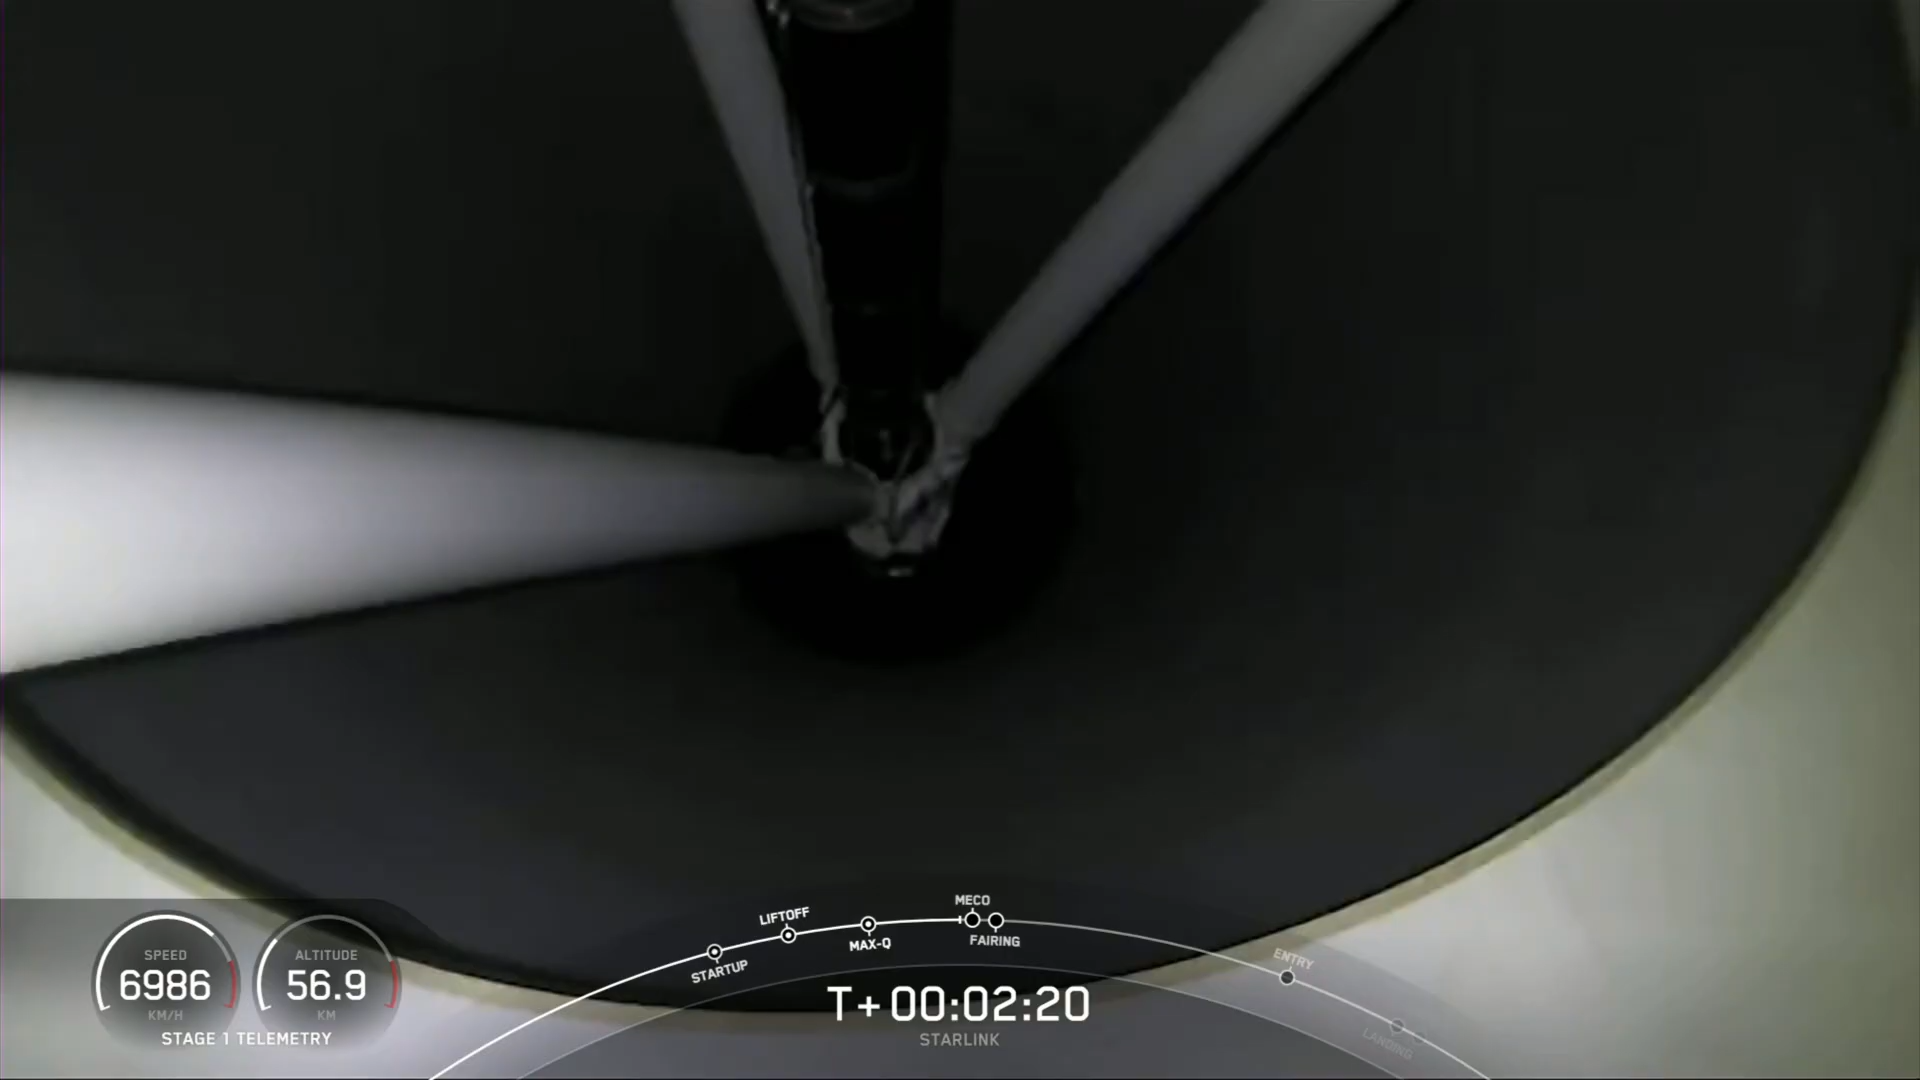 MECO
LIFTOFF
MAX-Q
FAIRING
STARTUP
ENTRY
LANDING
SPEED
6986
KM/H
ALTITUDE
56.9
KM
STAGE 1 TELEMETRY
T+00:02:20
STARLINK